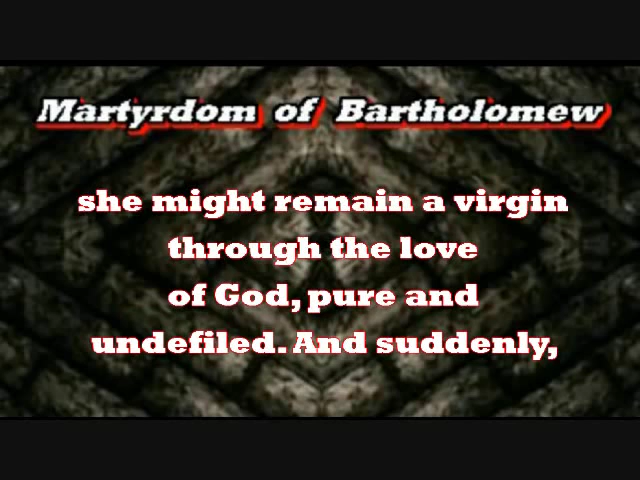 Martyrdom of Bartholomew
she might remain a virgin
through the love
of God, pure and
undefiled. And suddenly,